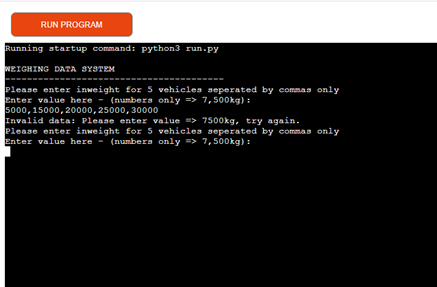 RUN PROGRAM
Running startup command: python3 run.py
WEIGHING DATA SYSTEM
----------------------------------------
Please enter inweight for 5 vehicles seperated by commas only
Enter value here - (numbers only => 7,500kg):
5000,15000,20000,25000,30000
Invalid data: Please enter value => 7500kg, try again.
Please enter inweight for 5 vehicles seperated by commas only
Enter value here - (numbers only => 7,500kg):